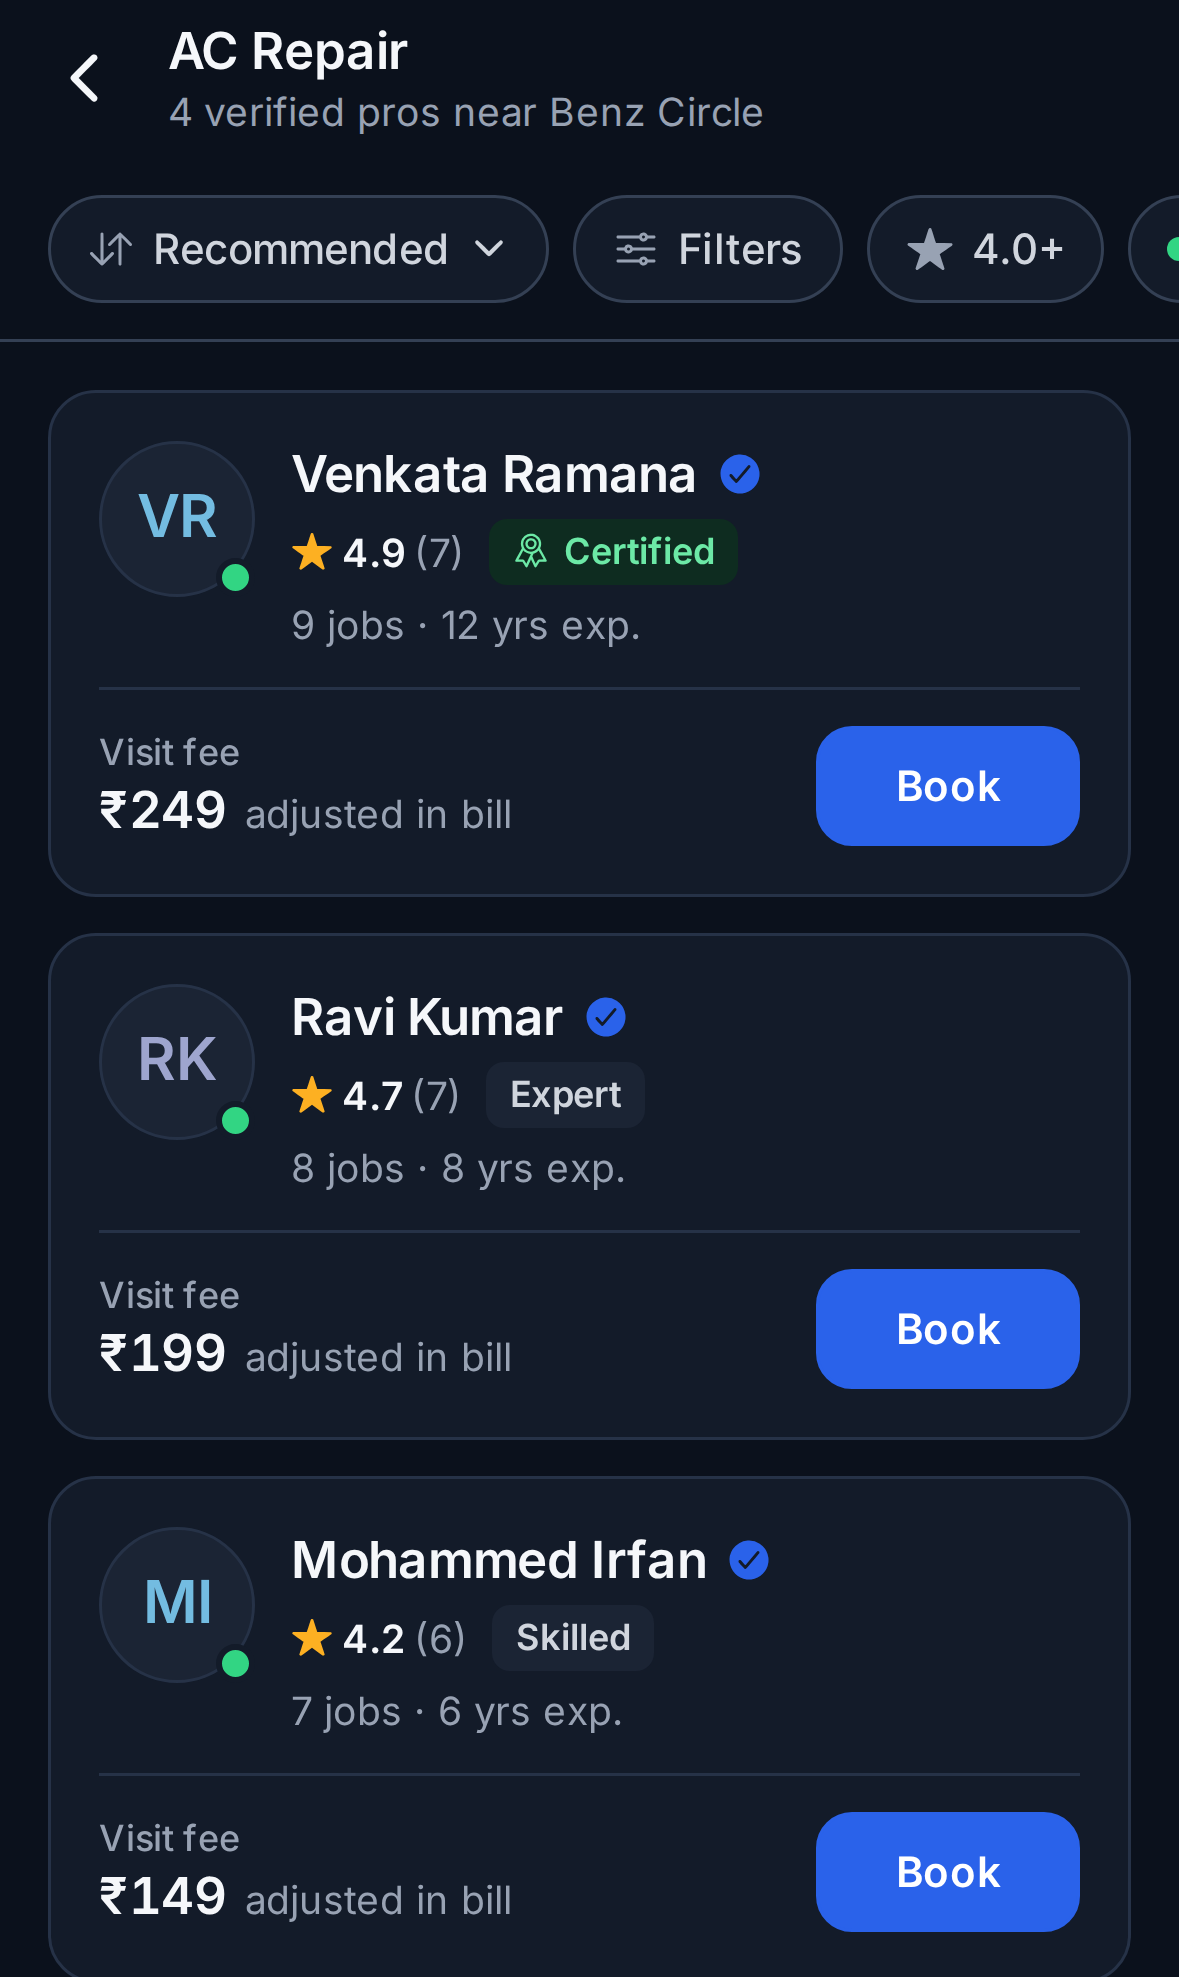 AC Repair
4 verified pros near Benz Circle
Recommended Filters 4.0+
VR
Venkata Ramana
4.9 (7) Certified
9 jobs · 12 yrs exp.
Visit fee
₹249 adjusted in bill
Book
RK
Ravi Kumar
4.7 (7) Expert
8 jobs · 8 yrs exp.
Visit fee
₹199 adjusted in bill
Book
MI
Mohammed Irfan
4.2 (6) Skilled
7 jobs · 6 yrs exp.
Visit fee
₹149 adjusted in bill
Book